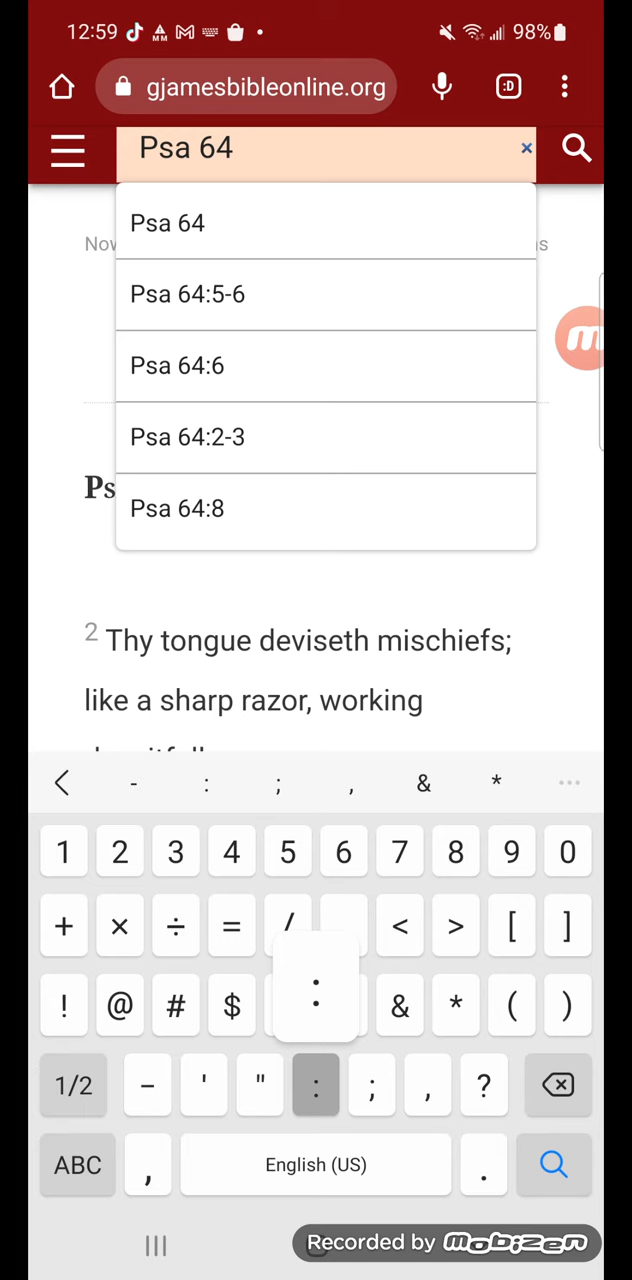 12:59 98%
gjamesbibleonline.org :D
Psa 64 ×
Psa 64
Psa 64:5-6
Psa 64:6
Psa 64:2-3
Psa 64:8
Ps
2 Thy tongue deviseth mischiefs;
like a sharp razor, working
- : ; , & * ...
1 2 3 4 5 6 7 8 9 0
+ × ÷ = / < > [ ]
! @ # $ & * ( )
:
1/2 – ' " : ; , ?
ABC , English (US) .
Recorded by mobizen